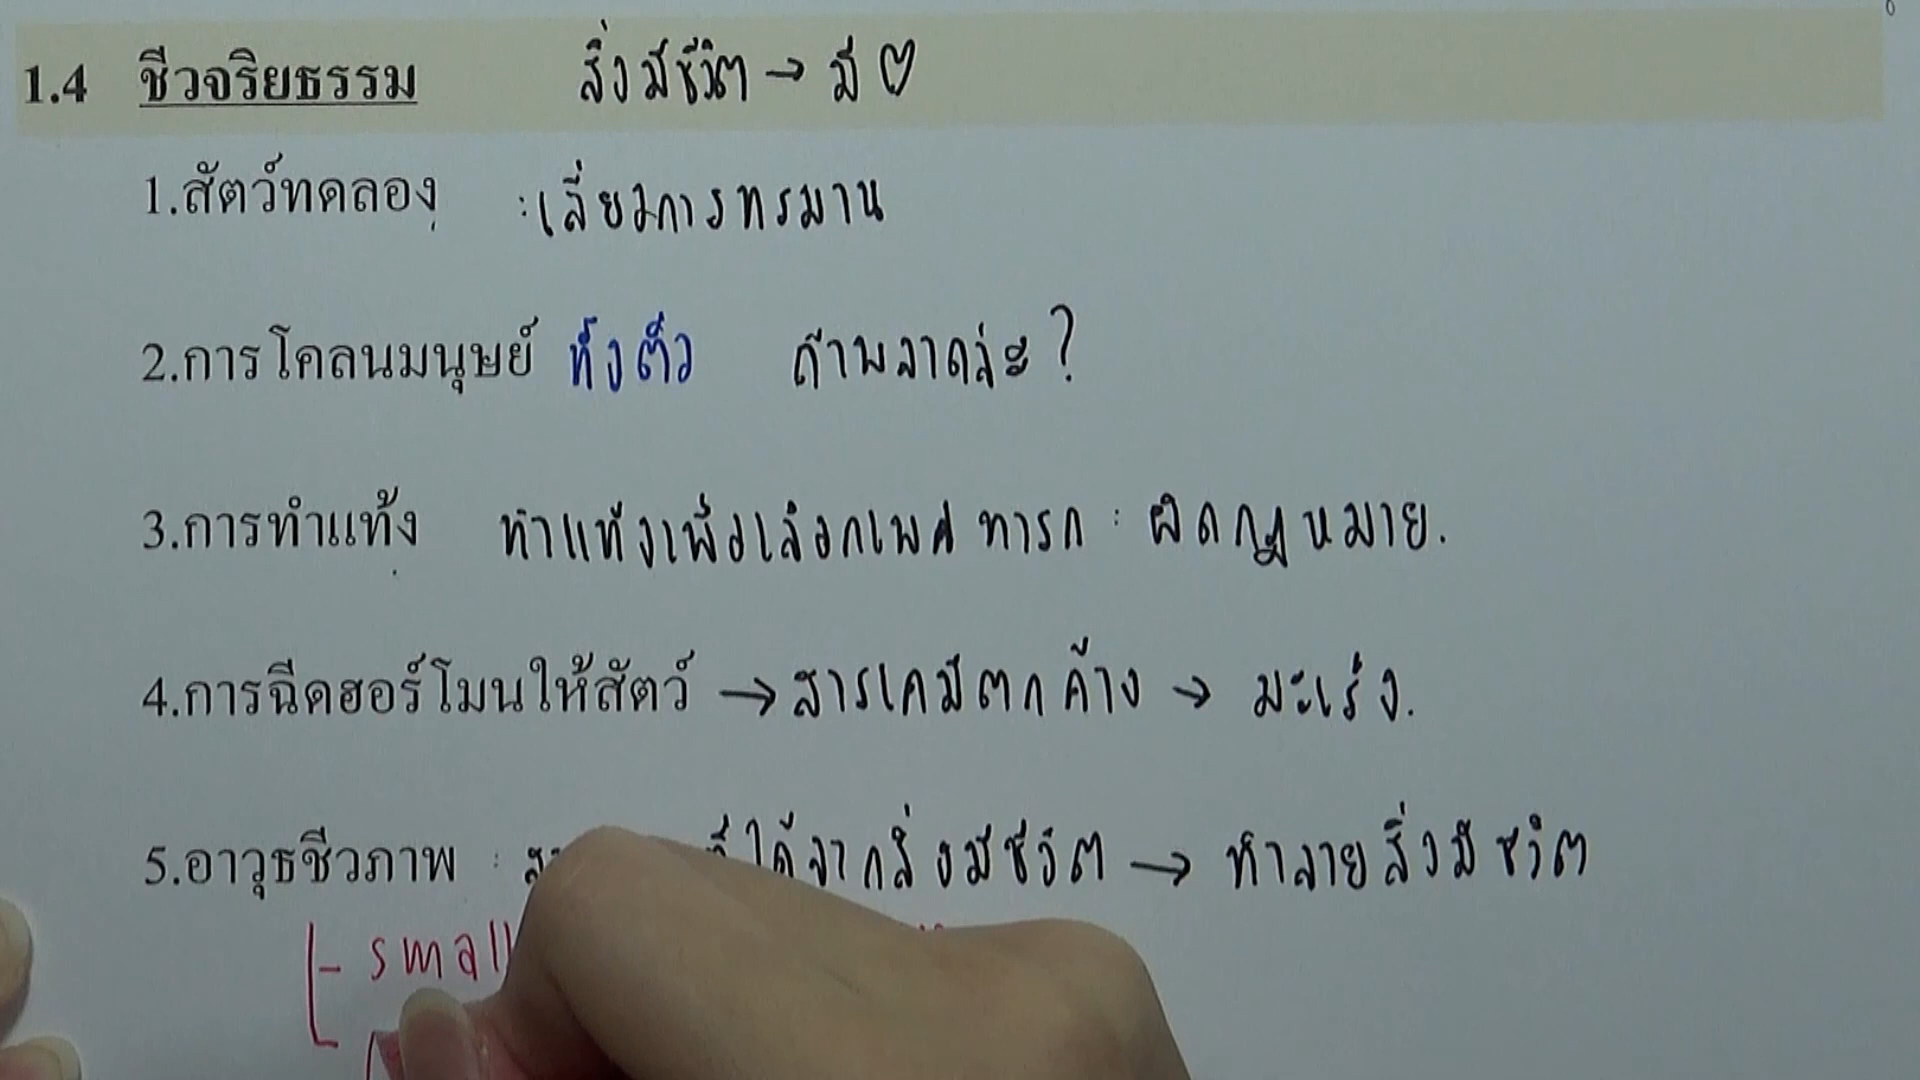 1.4 ชีวจริยธรรม สิ่งมีชีวิต → มี ♡
1.สัตว์ทดลอง : เลี่ยงการทรมาน
2.การโคลนมนุษย์ ทั้งตัว ถ้าพลาดล่ะ ?
3.การทำแท้ง ทำแท้งเพื่อเลือกเพศ ทารก : ผิดกฎหมาย.
4.การฉีดฮอร์โมนให้สัตว์ → สารเคมีตกค้าง → มะเร็ง.
5.อาวุธชีวภาพ : ได้จากสิ่งมีชีวิต → ทำลายสิ่งมีชีวิต
- small